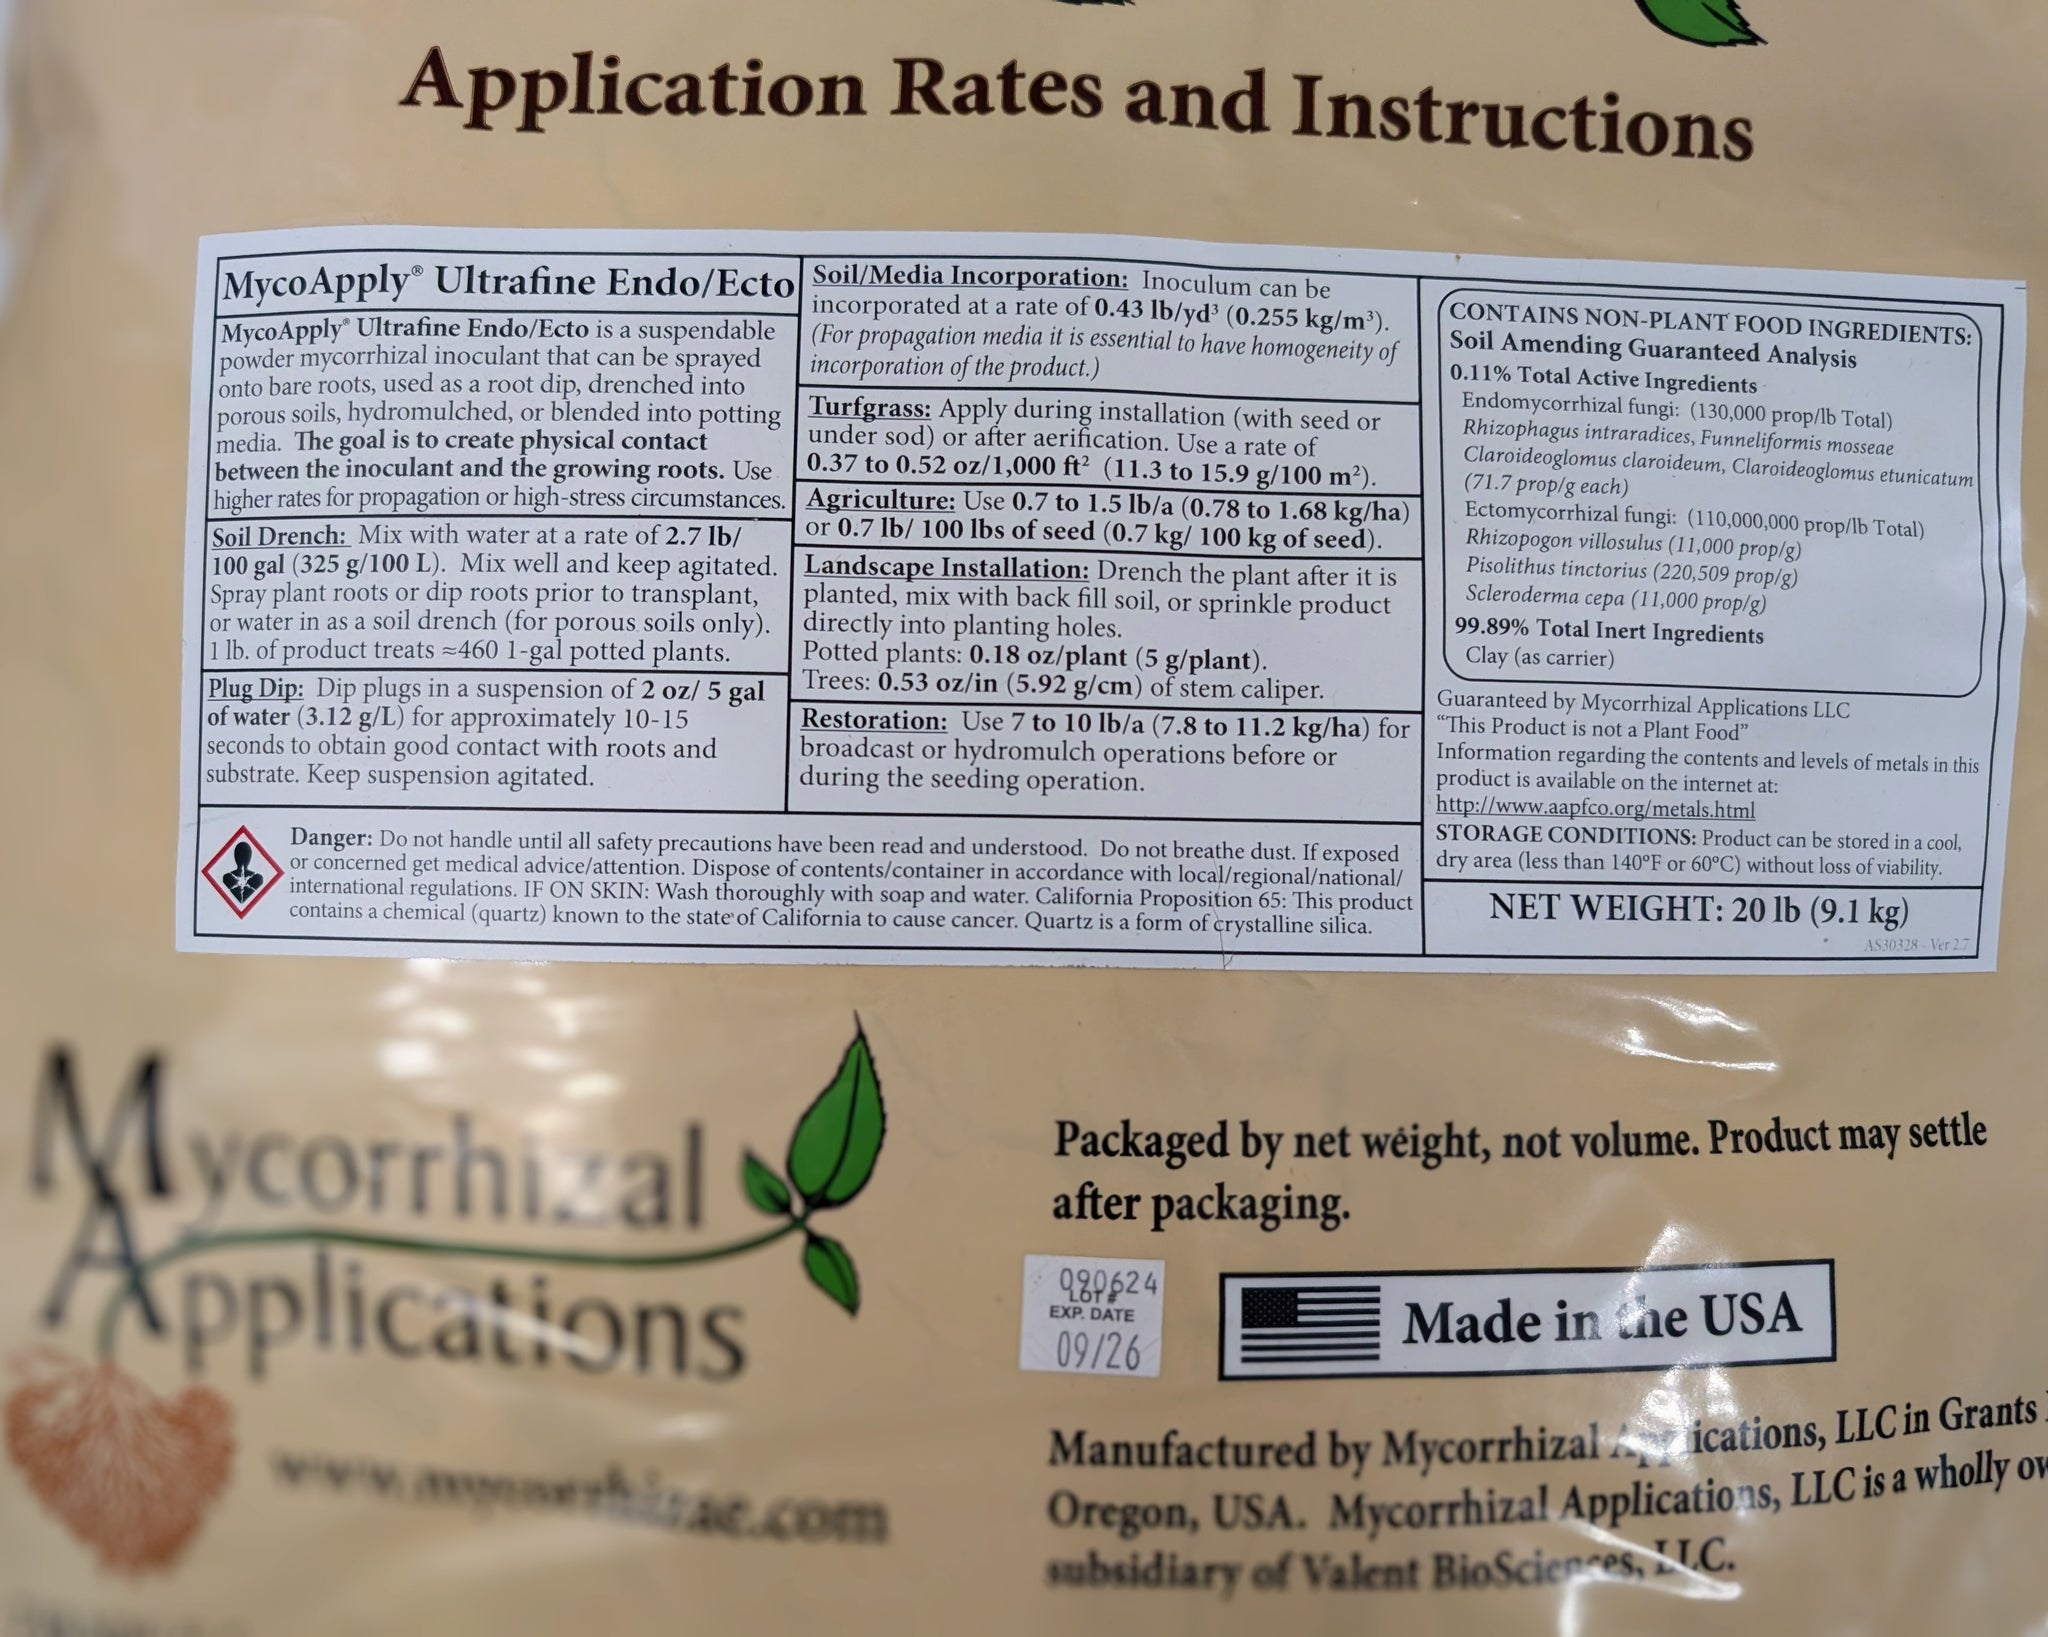 Application Rates and Instructions
MycoApply® Ultrafine Endo/Ecto
MycoApply® Ultrafine Endo/Ecto is a suspendable
powder mycorrhizal inoculant that can be sprayed
onto bare roots, used as a root dip, drenched into
porous soils, hydromulched, or blended into potting
media. The goal is to create physical contact
between the inoculant and the growing roots. Use
higher rates for propagation or high-stress circumstances.
Soil Drench: Mix with water at a rate of 2.7 lb/
100 gal (325 g/100 L). Mix well and keep agitated.
Spray plant roots or dip roots prior to transplant,
or water in as a soil drench (for porous soils only).
1 lb. of product treats ≈460 1-gal potted plants.
Plug Dip: Dip plugs in a suspension of 2 oz/ 5 gal
of water (3.12 g/L) for approximately 10-15
seconds to obtain good contact with roots and
substrate. Keep suspension agitated.
Soil/Media Incorporation: Inoculum can be
incorporated at a rate of 0.43 lb/yd³ (0.255 kg/m³).
(For propagation media it is essential to have homogeneity of
incorporation of the product.)
Turfgrass: Apply during installation (with seed or
under sod) or after aerification. Use a rate of
0.37 to 0.52 oz/1,000 ft² (11.3 to 15.9 g/100 m²).
Agriculture: Use 0.7 to 1.5 lb/a (0.78 to 1.68 kg/ha)
or 0.7 lb/ 100 lbs of seed (0.7 kg/ 100 kg of seed).
Landscape Installation: Drench the plant after it is
planted, mix with back fill soil, or sprinkle product
directly into planting holes.
Potted plants: 0.18 oz/plant (5 g/plant).
Trees: 0.53 oz/in (5.92 g/cm) of stem caliper.
Restoration: Use 7 to 10 lb/a (7.8 to 11.2 kg/ha) for
broadcast or hydromulch operations before or
during the seeding operation.
CONTAINS NON-PLANT FOOD INGREDIENTS:
Soil Amending Guaranteed Analysis
0.11% Total Active Ingredients
Endomycorrhizal fungi: (130,000 prop/lb Total)
Rhizophagus intraradices, Funneliformis mosseae
Claroideoglomus claroideum, Claroideoglomus etunicatum
(71.7 prop/g each)
Ectomycorrhizal fungi: (110,000,000 prop/lb Total)
Rhizopogon villosulus (11,000 prop/g)
Pisolithus tinctorius (220,509 prop/g)
Scleroderma cepa (11,000 prop/g)
99.89% Total Inert Ingredients
Clay (as carrier)
Guaranteed by Mycorrhizal Applications LLC
“This Product is not a Plant Food”
Information regarding the contents and levels of metals in this
product is available on the internet at:
http://www.aapfco.org/metals.html
STORAGE CONDITIONS: Product can be stored in a cool,
dry area (less than 140°F or 60°C) without loss of viability.
NET WEIGHT: 20 lb (9.1 kg)
AS30328 - Ver 2.7
Danger: Do not handle until all safety precautions have been read and understood. Do not breathe dust. If exposed
or concerned get medical advice/attention. Dispose of contents/container in accordance with local/regional/national/
international regulations. IF ON SKIN: Wash thoroughly with soap and water. California Proposition 65: This product
contains a chemical (quartz) known to the state of California to cause cancer. Quartz is a form of crystalline silica.
Mycorrhizal
Applications
www.mycorrhizae.com
Packaged by net weight, not volume. Product may settle
after packaging.
090624
LOT#
EXP. DATE
09/26
Made in the USA
Manufactured by Mycorrhizal Applications, LLC in Grants
Oregon, USA. Mycorrhizal Applications, LLC is a wholly
subsidiary of Valent BioSciences, LLC.